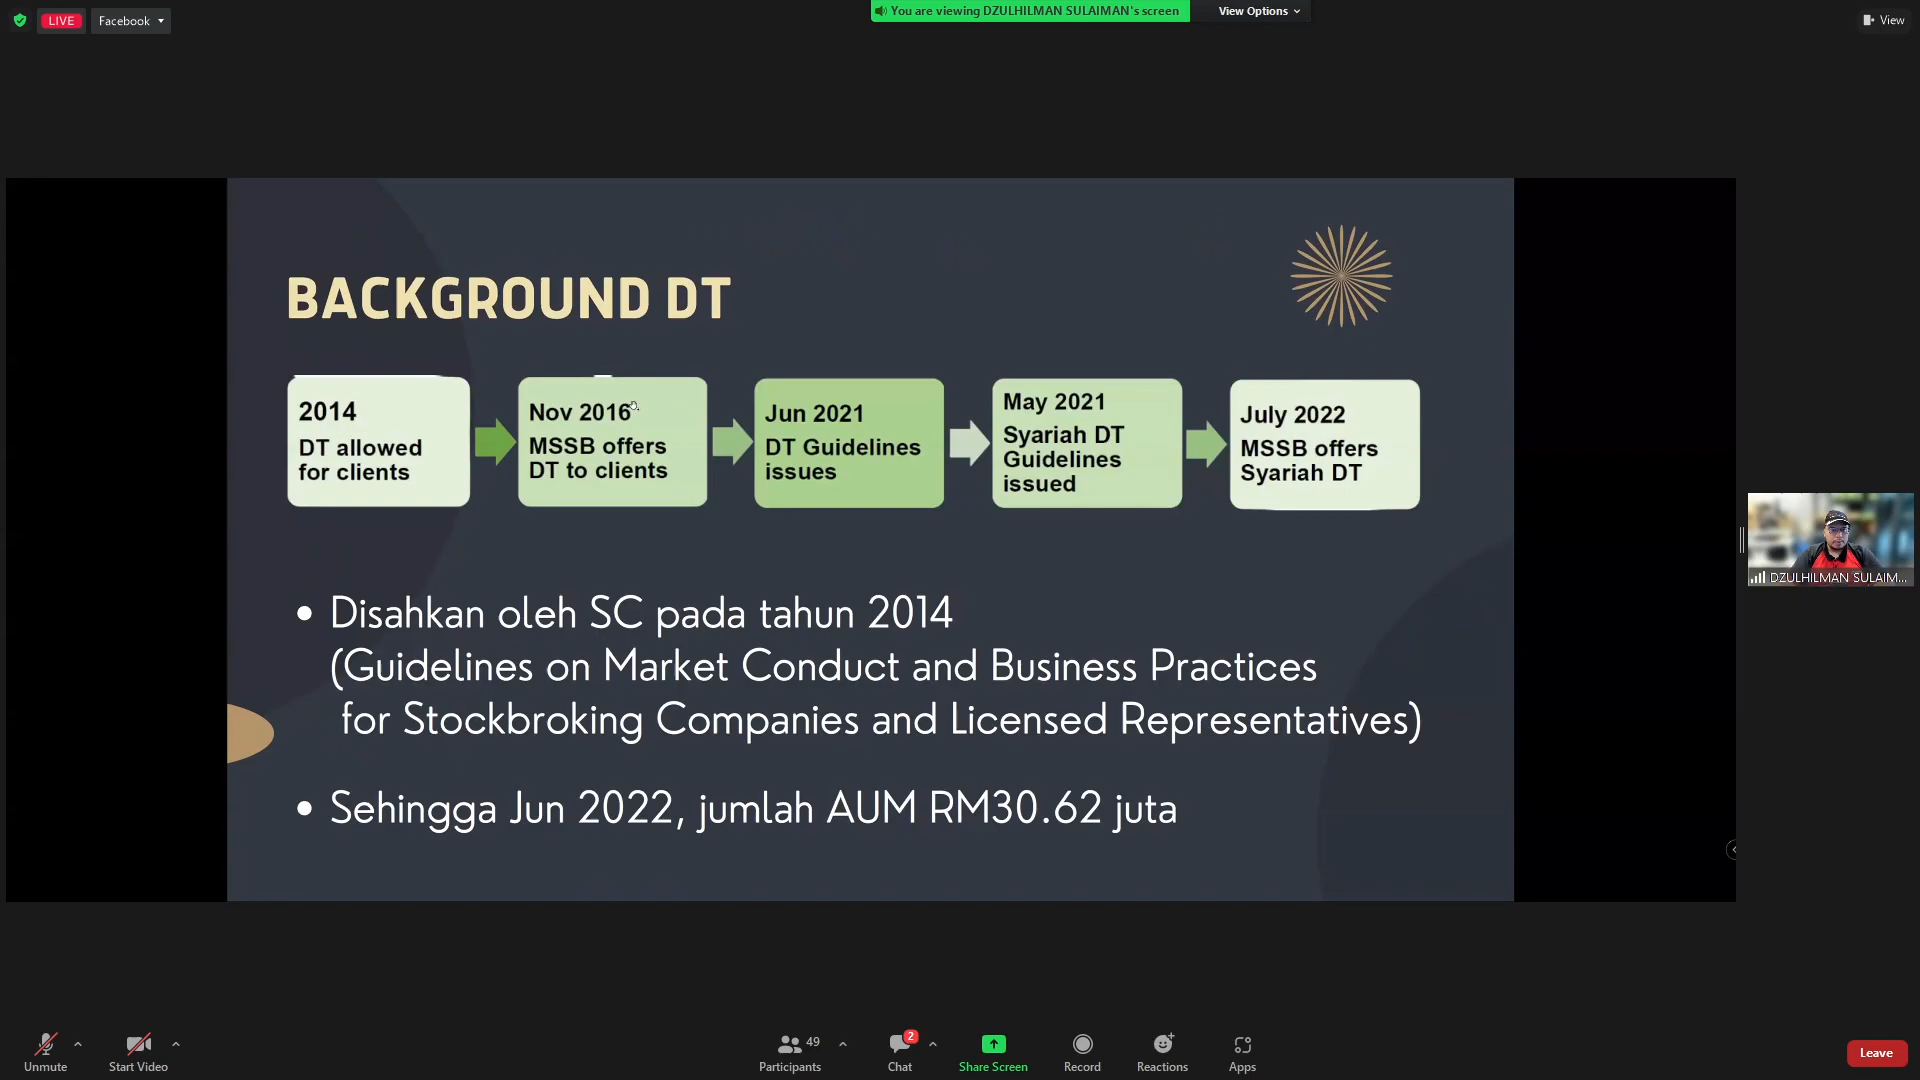 LIVE
Facebook
You are viewing DZULHILMAN SULAIMAN's screen
View Options
View
BACKGROUND DT
2014
DT allowed
for clients
Nov 2016
MSSB offers
DT to clients
Jun 2021
DT Guidelines
issues
May 2021
Syariah DT
Guidelines
issued
July 2022
MSSB offers
Syariah DT
• Disahkan oleh SC pada tahun 2014
(Guidelines on Market Conduct and Business Practices
for Stockbroking Companies and Licensed Representatives)
• Sehingga Jun 2022, jumlah AUM RM30.62 juta
DZULHILMAN SULAIM...
Unmute
Start Video
49
Participants
2
Chat
Share Screen
Record
Reactions
Apps
Leave